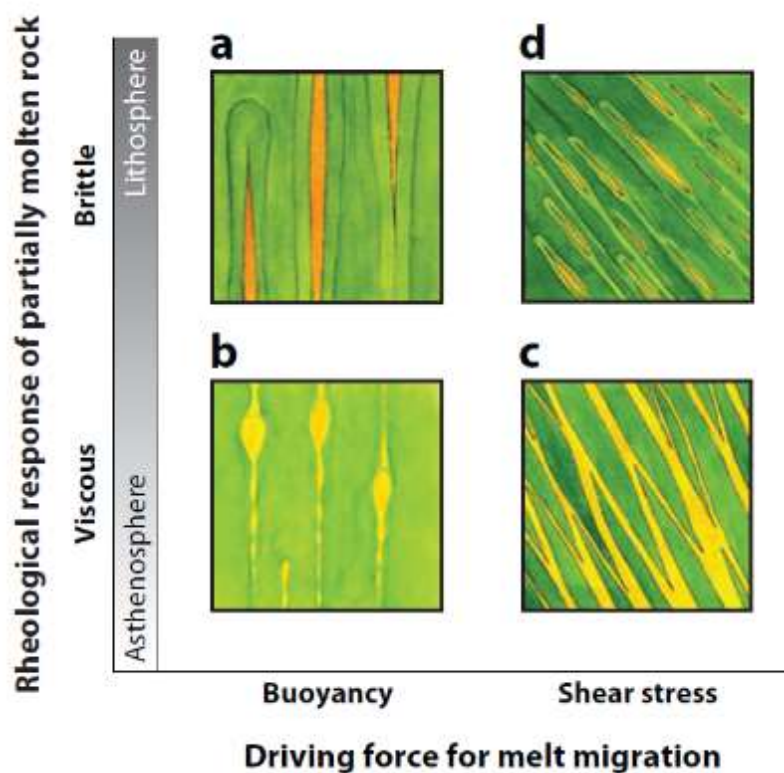 Rheological response of partially molten rock
Brittle
Viscous
Lithosphere
Asthenosphere
a
d
b
c
Buoyancy
Shear stress
Driving force for melt migration